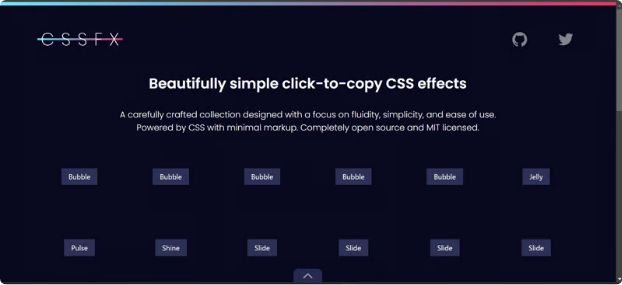 CSSFX
Beautifully simple click-to-copy CSS effects
A carefully crafted collection designed with a focus on fluidity, simplicity, and ease of use.
Powered by CSS with minimal markup. Completely open source and MIT licensed.
Bubble Bubble Bubble Bubble Bubble Jelly
Pulse Shine Slide Slide Slide Slide